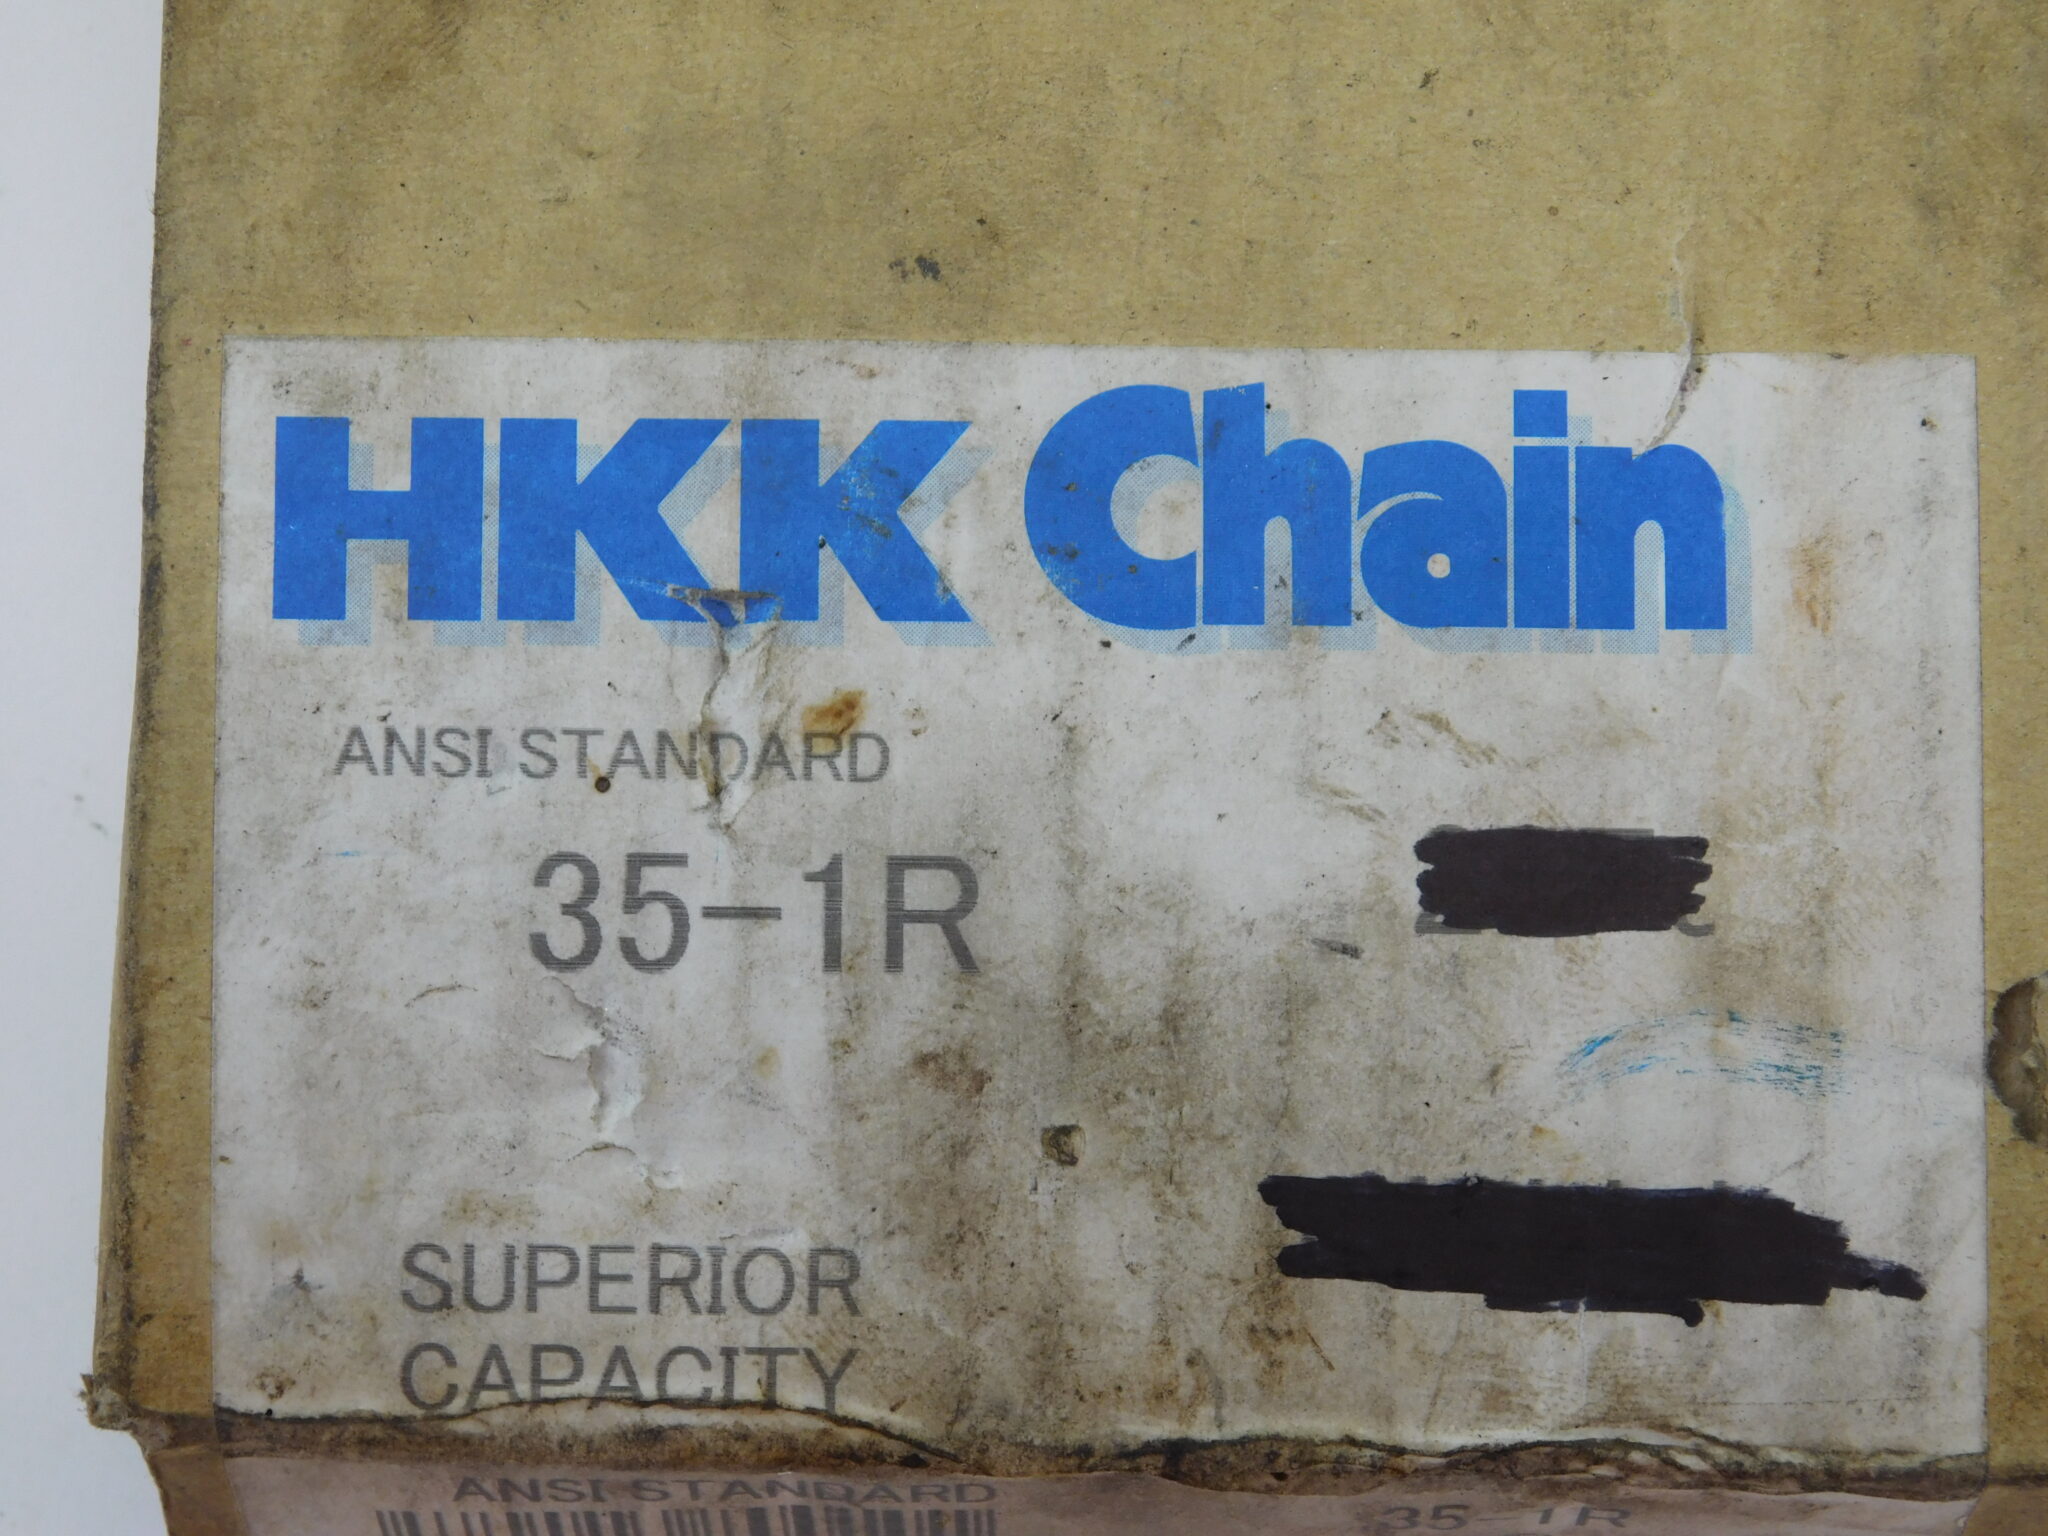 HKK Chain
ANSI STANDARD
35-1R
SUPERIOR
CAPACITY
ANSI STANDARD
35-1R